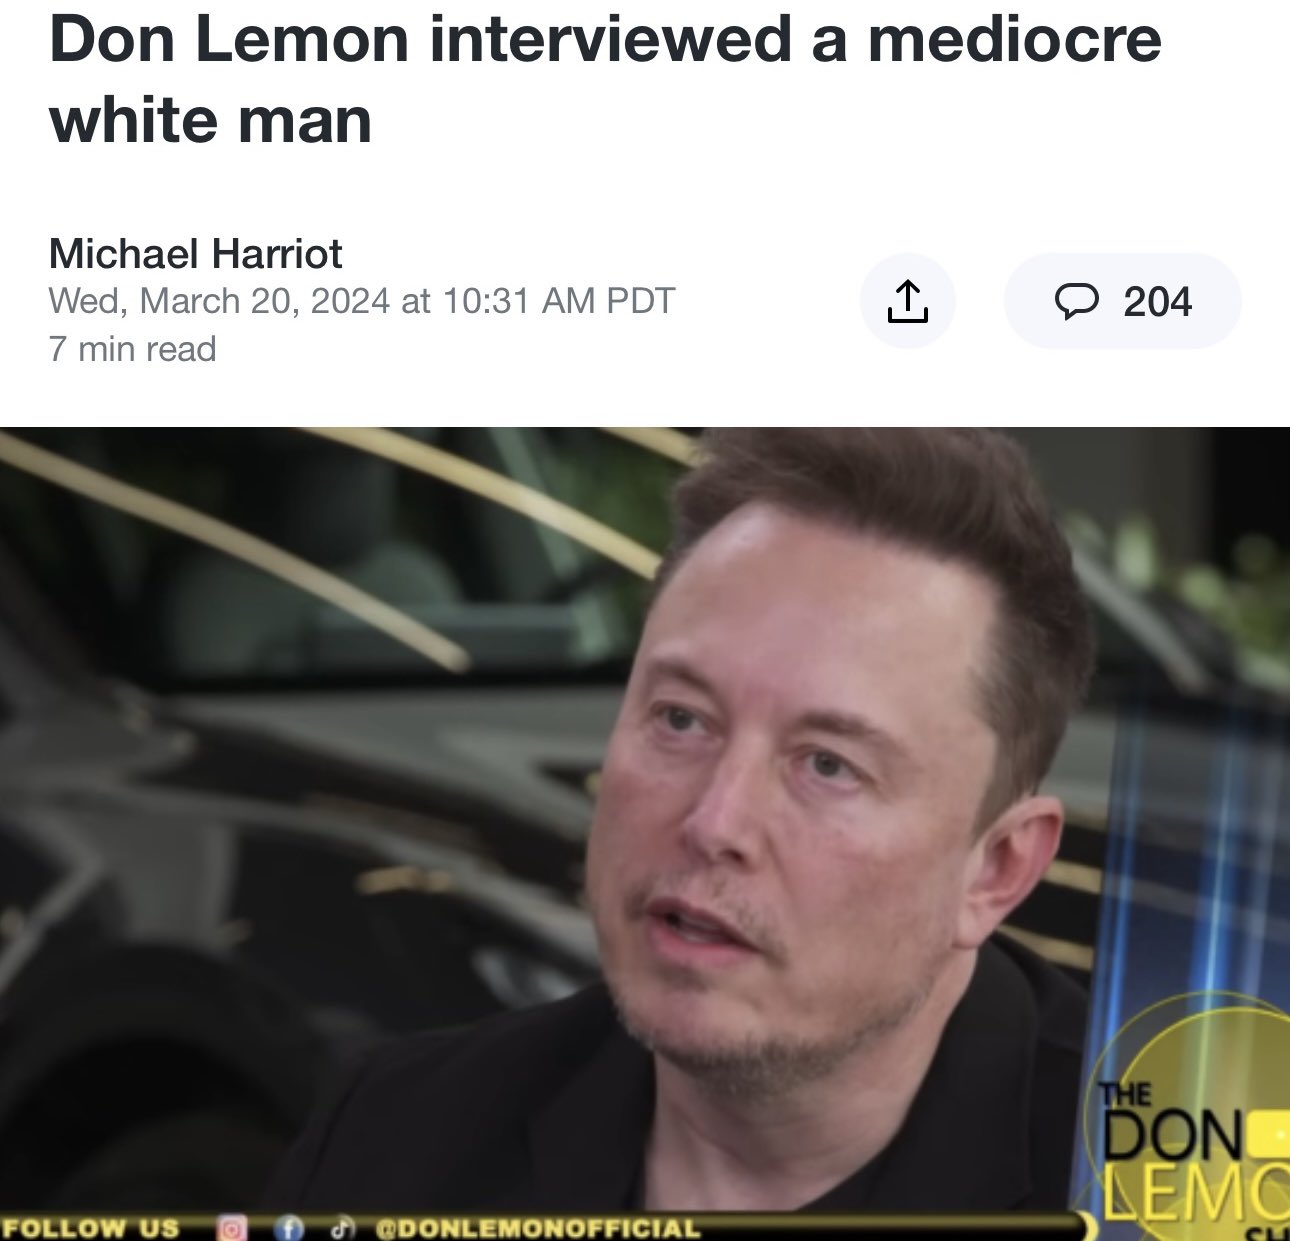 Don Lemon interviewed a mediocre
white man
Michael Harriot
Wed, March 20, 2024 at 10:31 AM PDT
7 min read
204
THE
DON
LEMO
SH
FOLLOW US
@DONLEMONOFFICIAL